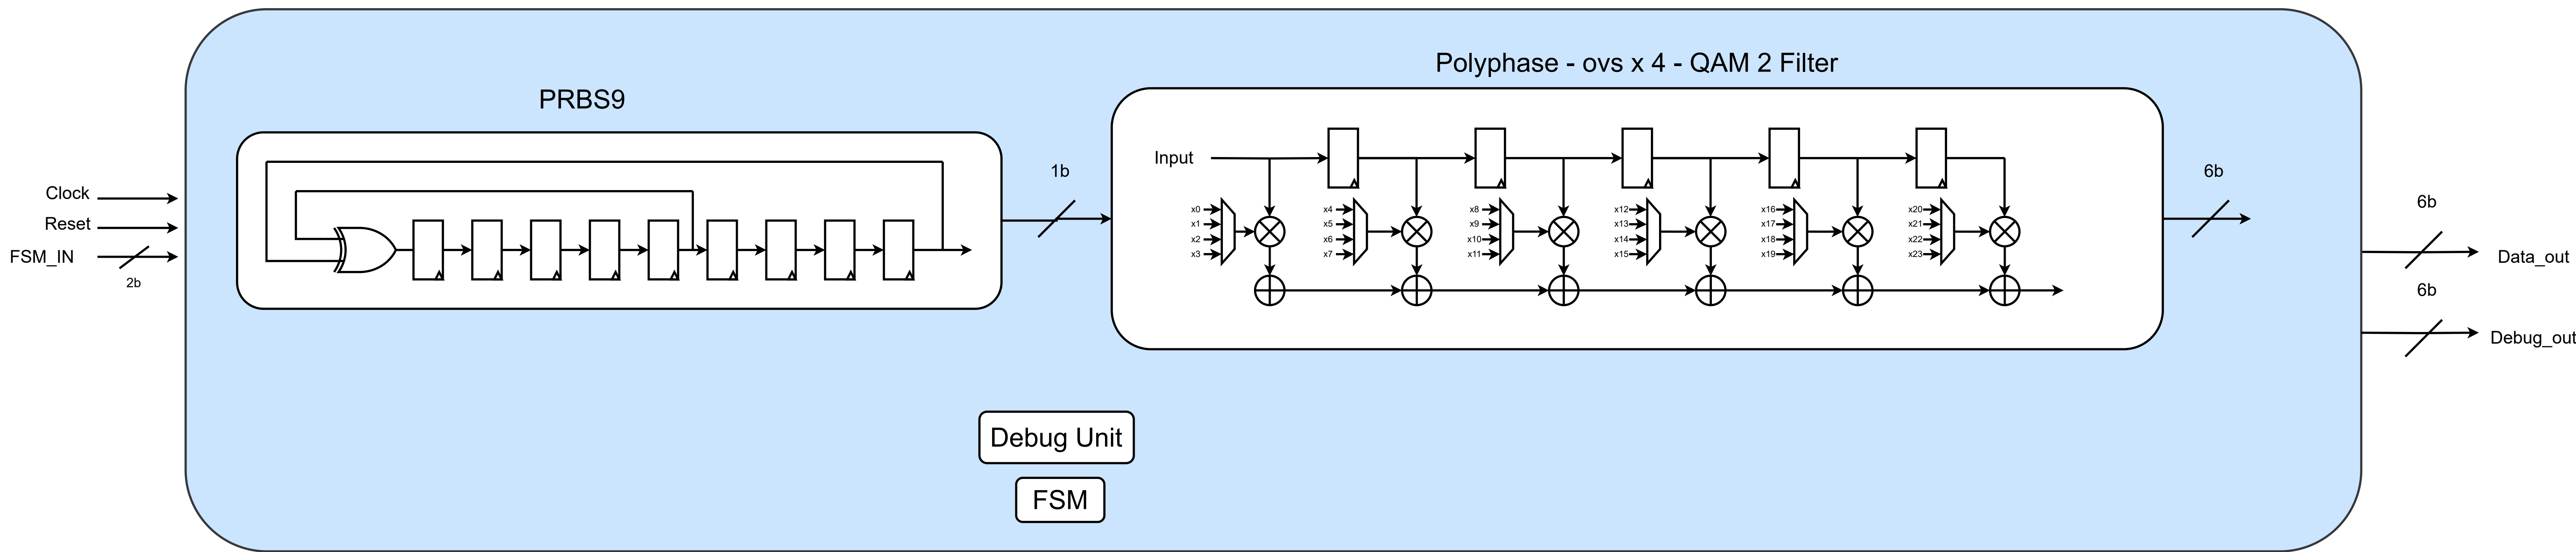 Polyphase - ovs x 4 - QAM 2 Filter
PRBS9
Clock
Reset
FSM_IN
2b
1b
Input
x0
x1
x2
x3
x4
x5
x6
x7
x8
x9
x10
x11
x12
x13
x14
x15
x16
x17
x18
x19
x20
x21
x22
x23
6b
6b
Data_out
6b
Debug_out
Debug Unit
FSM